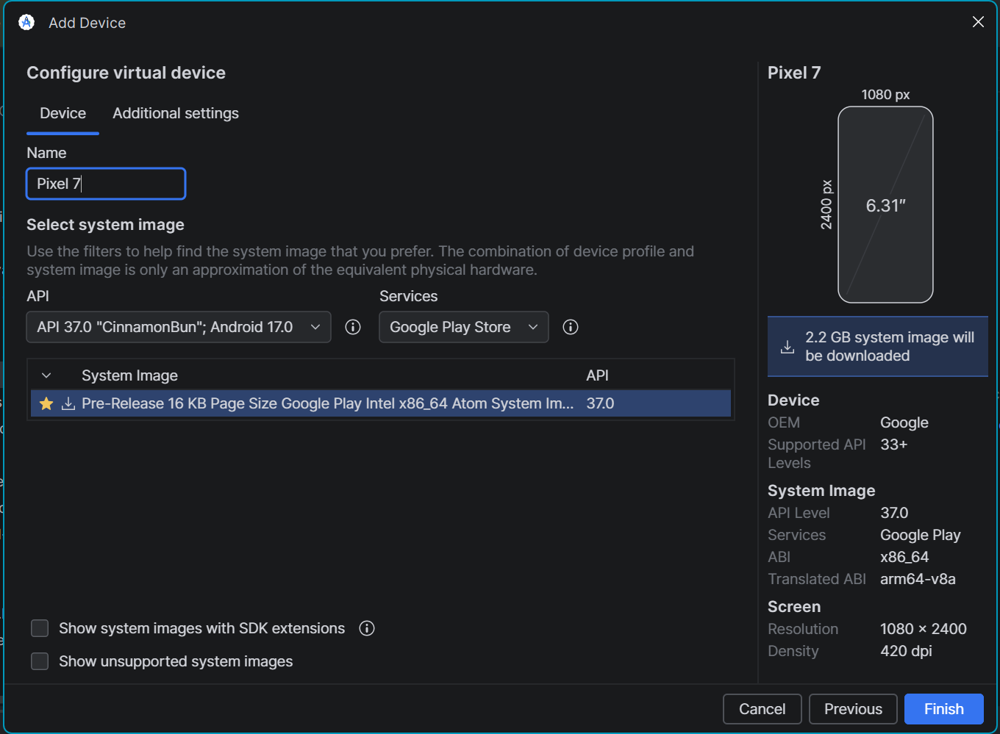 Add Device
Configure virtual device
Device
Additional settings
Name
Pixel 7
Select system image
Use the filters to help find the system image that you prefer. The combination of device profile and
system image is only an approximation of the equivalent physical hardware.
API
Services
API 37.0 "CinnamonBun"; Android 17.0
Google Play Store
System Image
API
Pre-Release 16 KB Page Size Google Play Intel x86_64 Atom System Im...
37.0
Show system images with SDK extensions
Show unsupported system images
Pixel 7
1080 px
2400 px
6.31″
2.2 GB system image will
be downloaded
Device
OEM Google
Supported API 33+
Levels
System Image
API Level 37.0
Services Google Play
ABI x86_64
Translated ABI arm64-v8a
Screen
Resolution 1080 × 2400
Density 420 dpi
Cancel
Previous
Finish